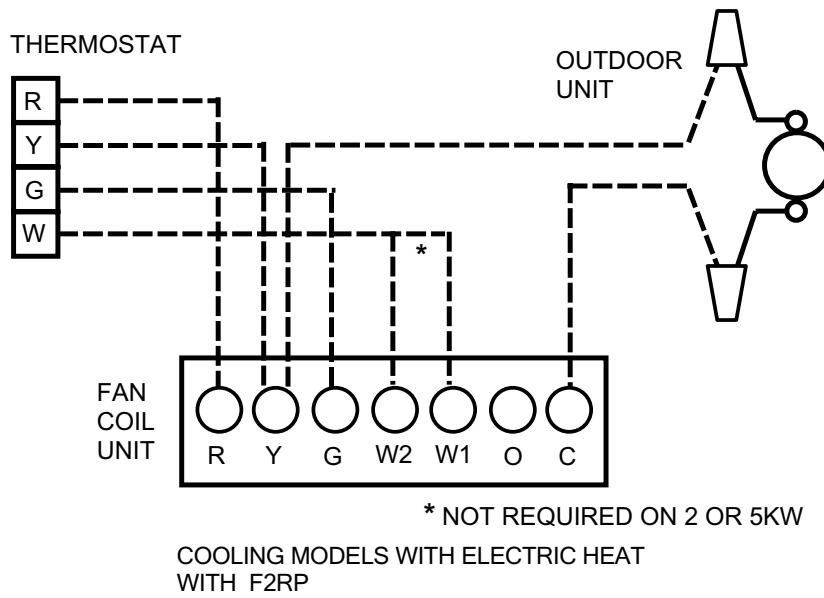 THERMOSTAT
R
Y
G
W
OUTDOOR
UNIT
*
FAN
COIL
UNIT
R Y G W2 W1 O C
* NOT REQUIRED ON 2 OR 5KW
COOLING MODELS WITH ELECTRIC HEAT
WITH F2RP